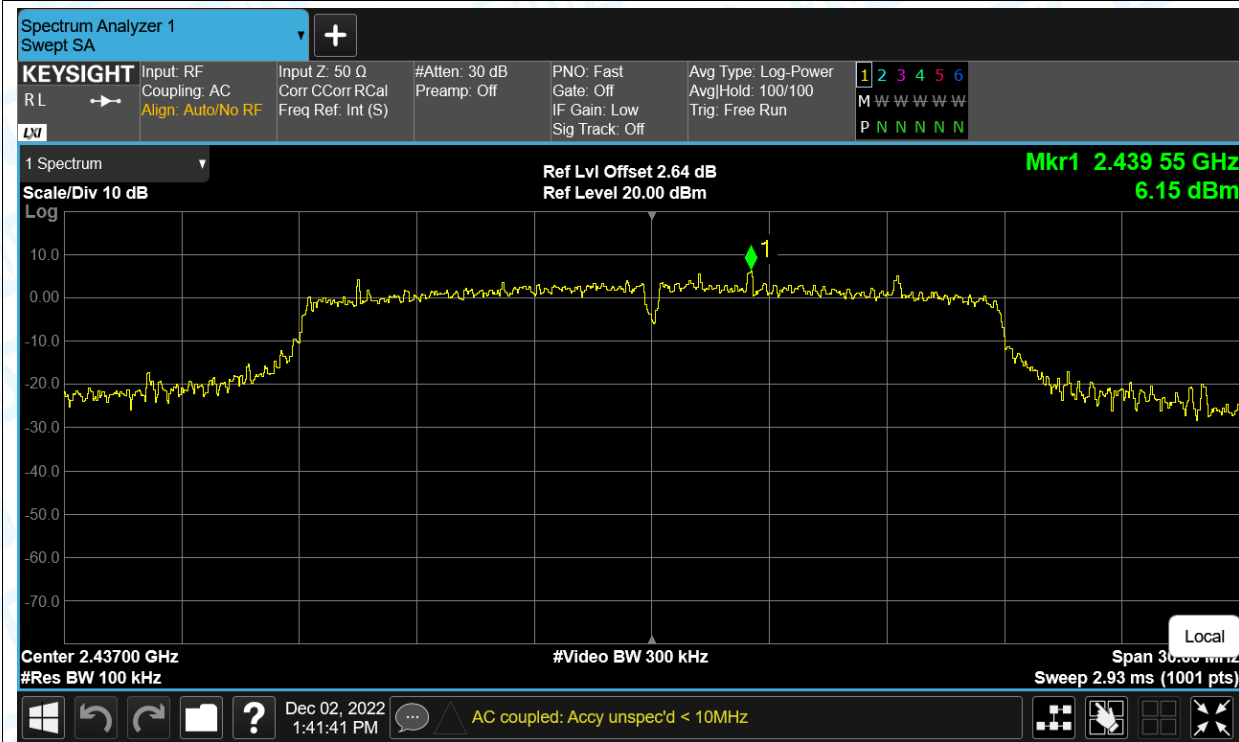 Spectrum Analyzer 1
Swept SA
KEYSIGHT
R L
LXI
Input: RF
Coupling: AC
Align: Auto/No RF
Input Z: 50 Ω
Corr CCorr RCal
Freq Ref: Int (S)
#Atten: 30 dB
Preamp: Off
PNO: Fast
Gate: Off
IF Gain: Low
Sig Track: Off
Avg Type: Log-Power
Avg|Hold: 100/100
Trig: Free Run
1 2 3 4 5 6
M W W W W W
P N N N N N
1 Spectrum
Scale/Div 10 dB
Log
Ref Lvl Offset 2.64 dB
Ref Level 20.00 dBm
Mkr1 2.439 55 GHz
6.15 dBm
1
10.0
0.00
-10.0
-20.0
-30.0
-40.0
-50.0
-60.0
-70.0
Local
Center 2.43700 GHz
#Res BW 100 kHz
#Video BW 300 kHz
Span 30.00 MHz
Sweep 2.93 ms (1001 pts)
?
Dec 02, 2022
1:41:41 PM
AC coupled: Accy unspec'd < 10MHz